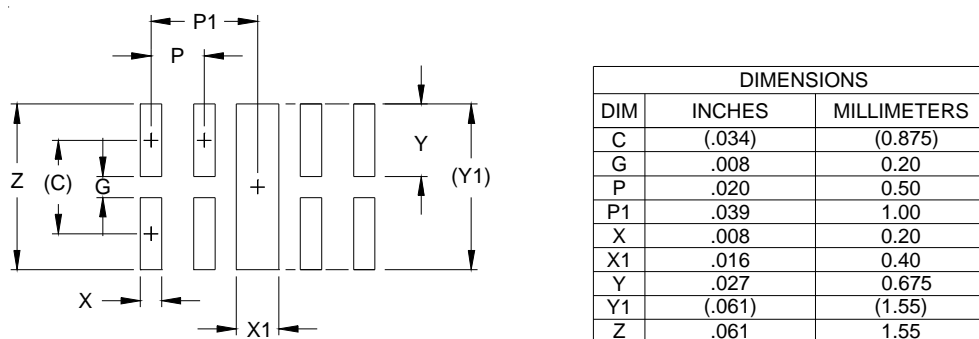 P1
P
Z
(C)
G
Y
(Y1)
X
X1
DIMENSIONS
DIM INCHES MILLIMETERS
C (.034) (0.875)
G .008 0.20
P .020 0.50
P1 .039 1.00
X .008 0.20
X1 .016 0.40
Y .027 0.675
Y1 (.061) (1.55)
Z .061 1.55